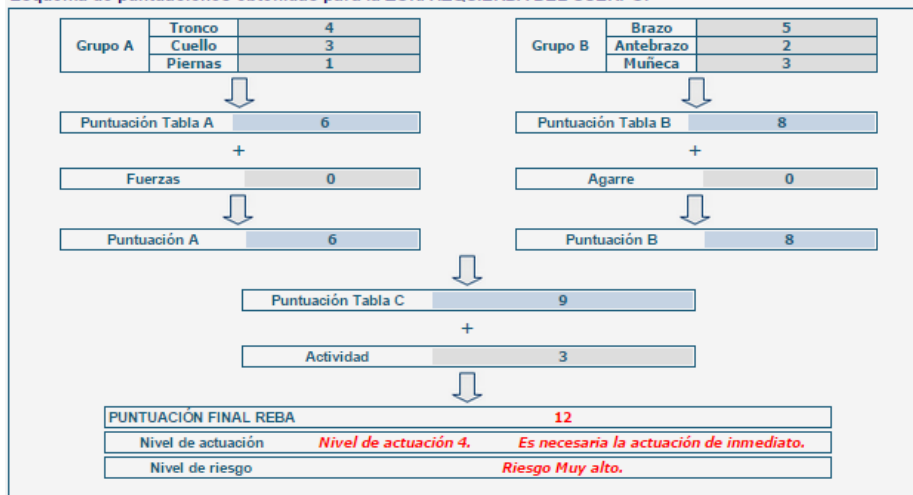 Grupo A Tronco 4 Cuello 3 Piernas 1
Grupo B Brazo 5 Antebrazo 2 Muñeca 3
Puntuación Tabla A 6
Puntuación Tabla B 8
+ +
Fuerzas 0
Agarre 0
Puntuación A 6
Puntuación B 8
Puntuación Tabla C 9
+
Actividad 3
PUNTUACIÓN FINAL REBA 12
Nivel de actuación Nivel de actuación 4. Es necesaria la actuación de inmediato.
Nivel de riesgo Riesgo Muy alto.